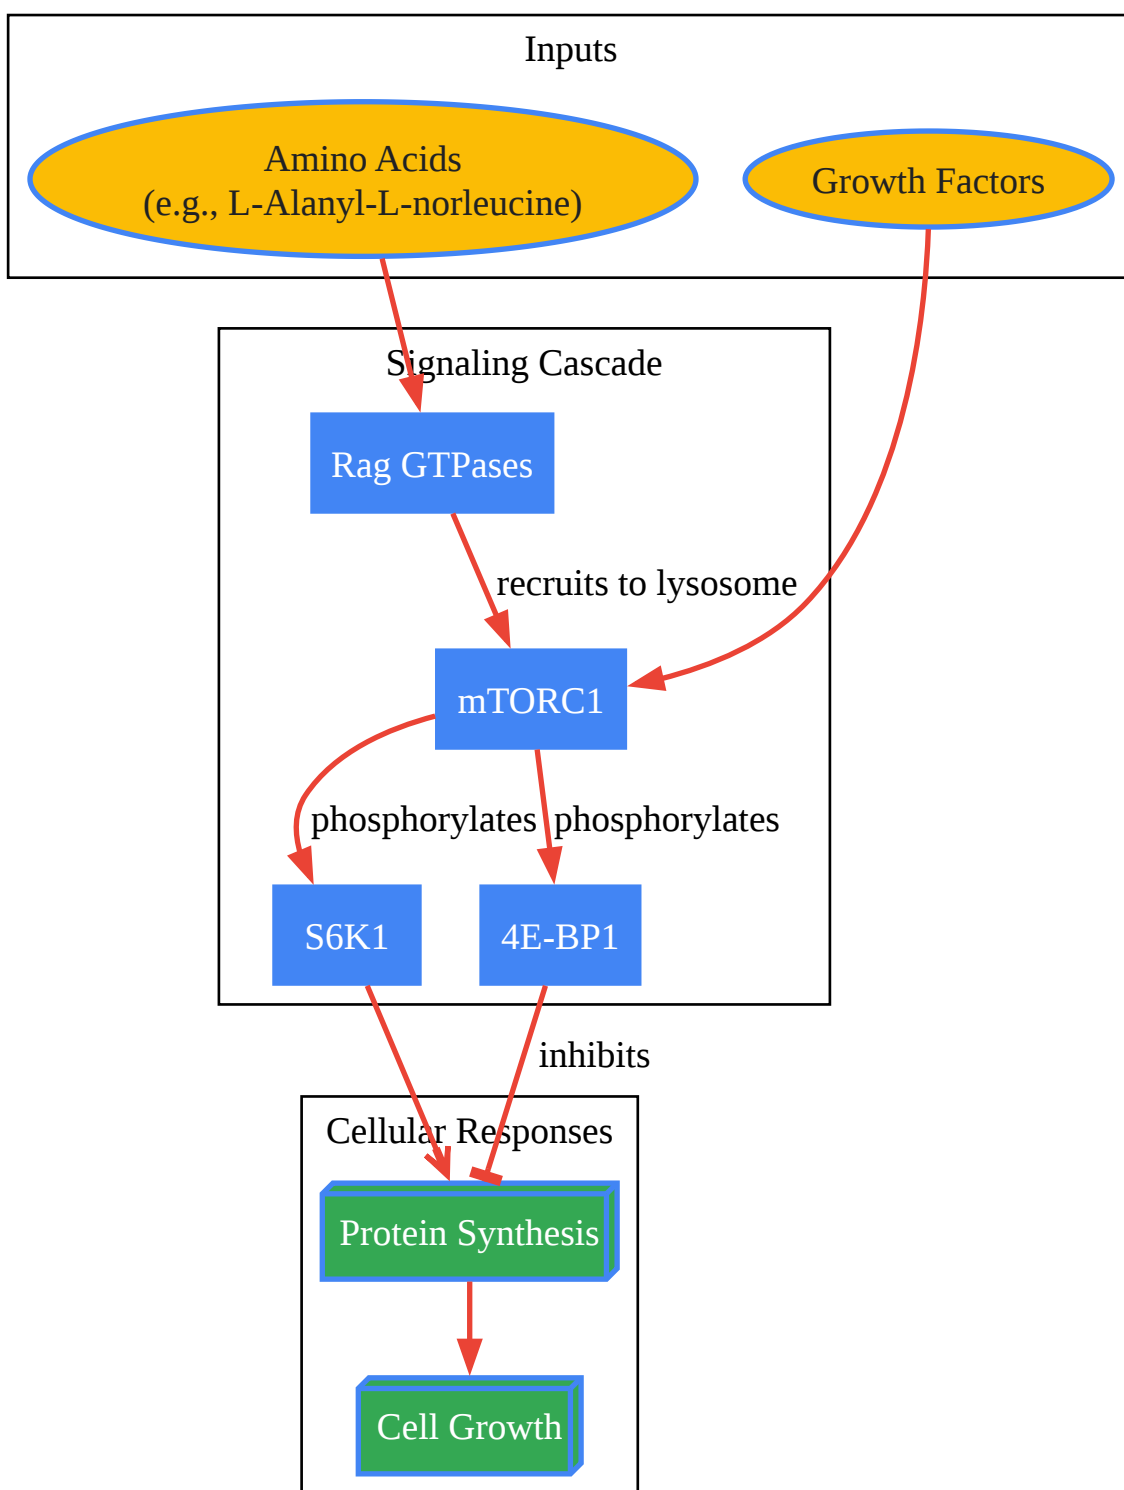 Inputs
Amino Acids
(e.g., L-Alanyl-L-norleucine)
Growth Factors
Signaling Cascade
Rag GTPases
recruits to lysosome
mTORC1
phosphorylates
phosphorylates
S6K1
4E-BP1
inhibits
Cellular Responses
Protein Synthesis
Cell Growth